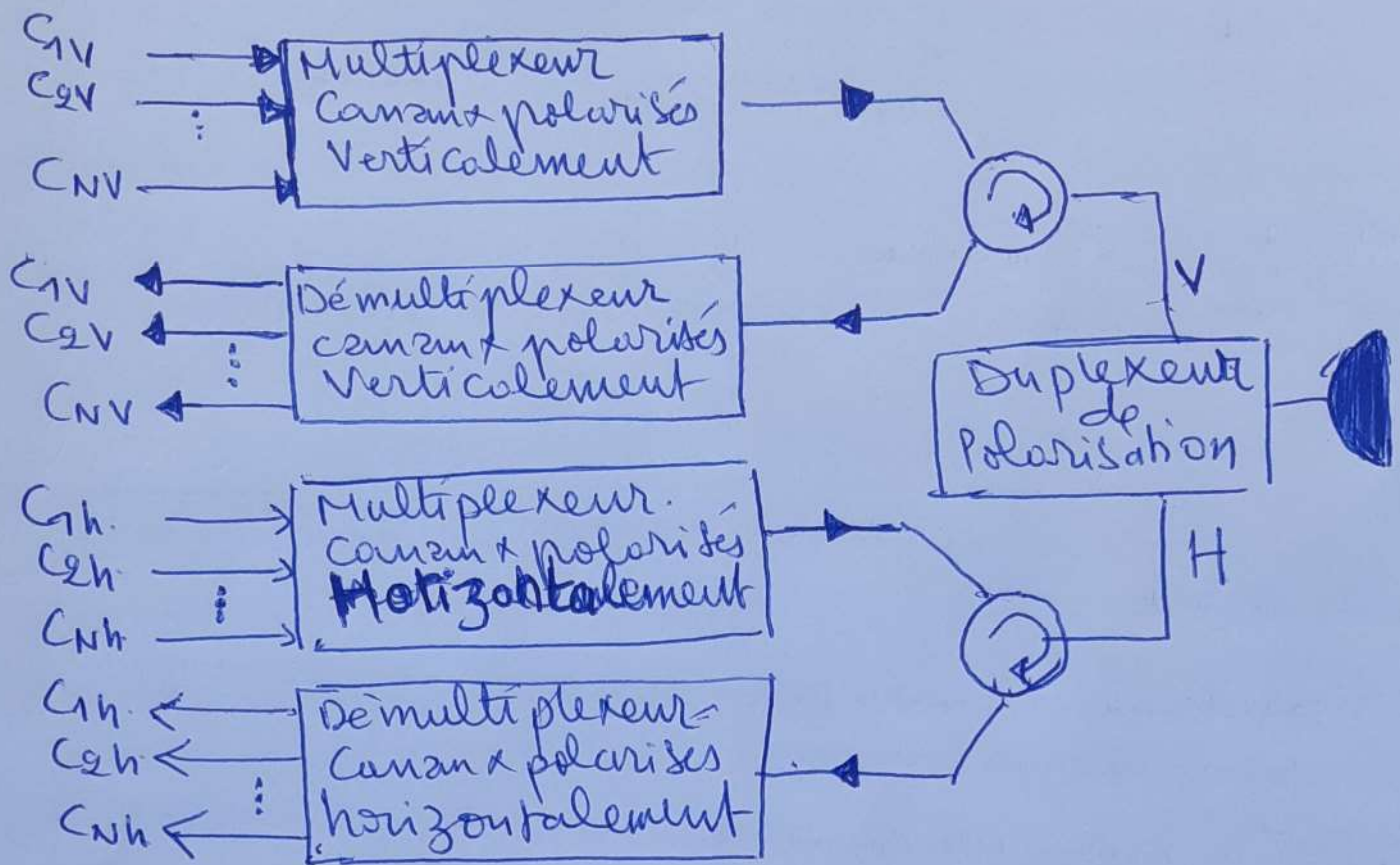 C1V
C2V
CNV
Multiplexeur
Canaux polarisés
Verticalement
C1V
C2V
CNV
Démultiplexeur
canaux polarisés
Verticalement
V
Duplexeur
de
Polarisation
C1h.
C2h.
CNh.
Multiplexeur.
canaux polarisés
Horizontalement
H
C1h.
C2h.
CNh
Démultiplexeur
Canaux polarises
horizontalement